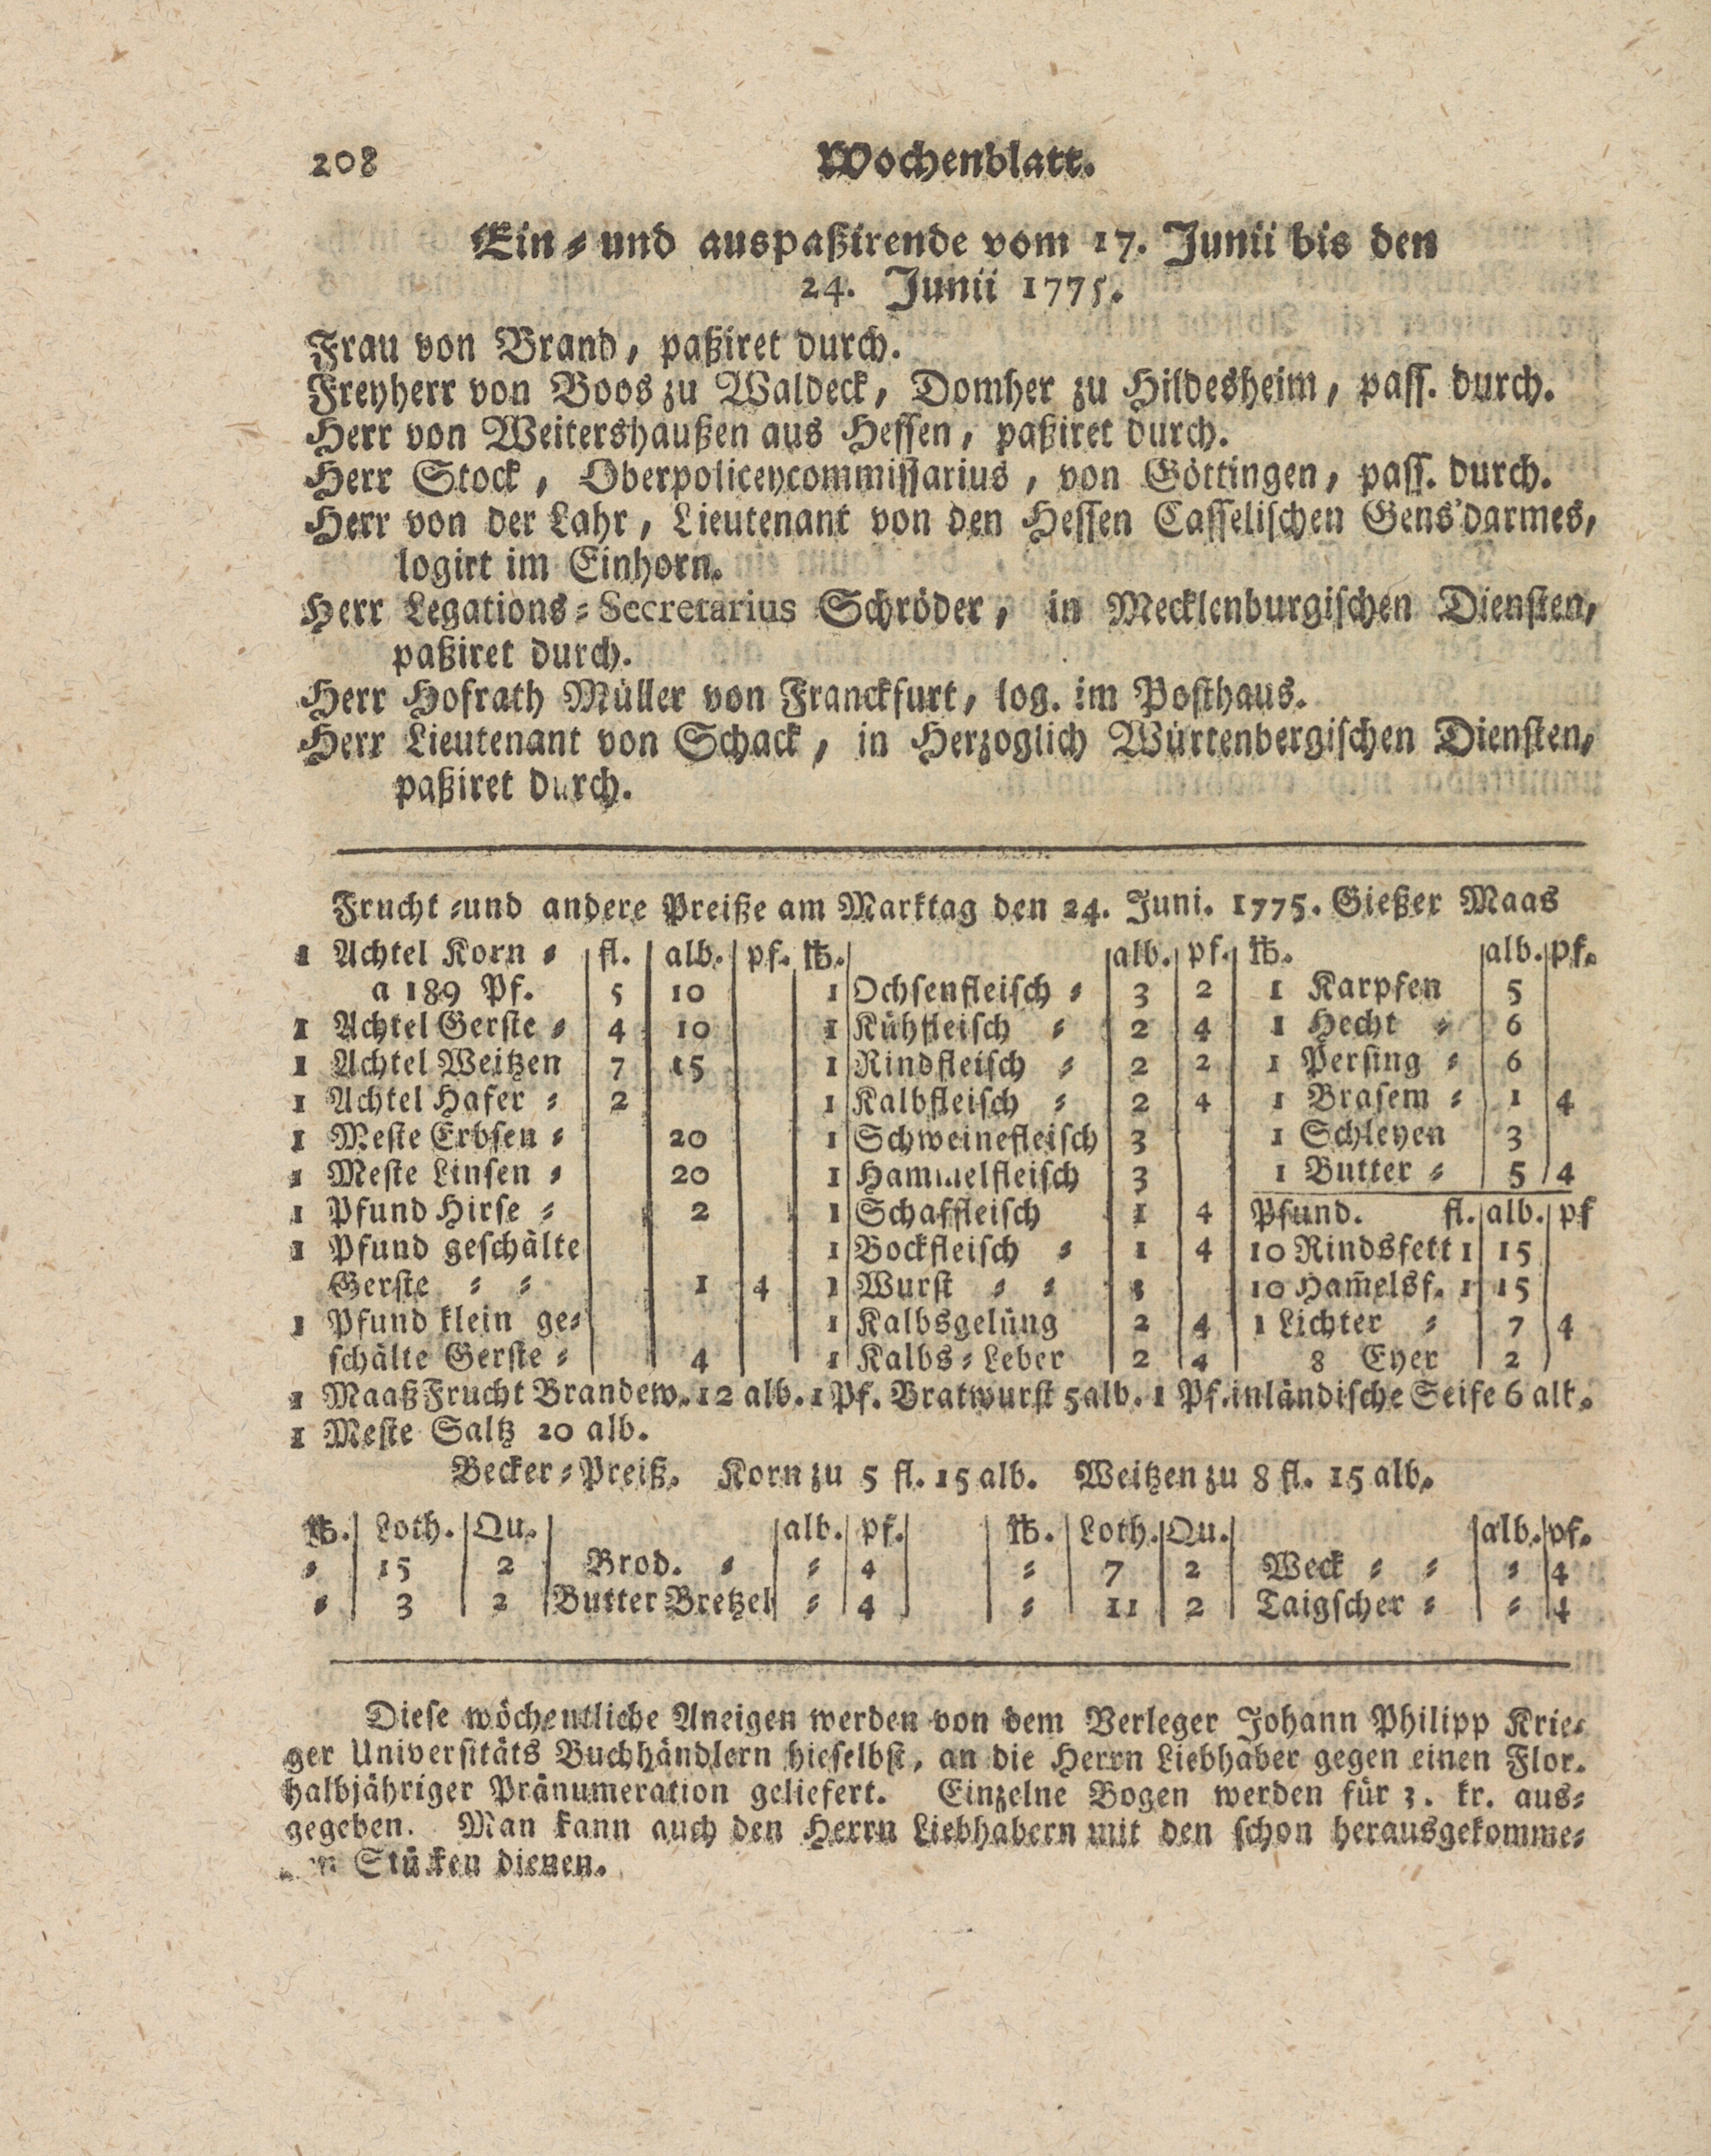 208 Wochenblatt.
Ein⸗und auspaßirende vom 17. Junii bis den
24. Junii 1775.
Frau von Brand, paßiret durch.
Freyherr von Boos zu Waldeck, Domher zu Hildesheim, pass. durch.
Herr von Weitershaußen aus Hessen, paßiret durch.
Herr Stock, Oberpoliceycommissarius, von Göttingen, pass. durch.
Herr von der Lahr, Lieutenant von den Hessen Casselischen Gens'darmes,
logirt im Einhorn.
Herr Legations⸗Secretarius Schröder, in Mecklenburgischen Diensten,
paßiret durch.
Herr Hofrath Müller von Franckfurt, log. im Posthaus.
Herr Lieutenant von Schack, in Herzoglich Würtenbergischen Diensten,
paßiret durch.
Frucht⸗und andere Preiße am Marktag den 24. Juni. 1775. Gießer Maas
1 Achtel Korn ⸗ | fl. | alb. | pf. | ℔. | | alb. | pf. | ℔. | alb. | pf.
a 189 Pf. | 5 | 10 | | 1 | Ochsenfleisch ⸗ | 3 | 2 | 1 Karpfen | 5 |
1 Achtel Gerste ⸗ | 4 | 10 | | 1 | Kühfleisch ⸗ | 2 | 4 | 1 Hecht ⸗ | 6 |
1 Achtel Weitzen | 7 | 15 | | 1 | Rindfleisch ⸗ | 2 | 2 | 1 Persing ⸗ | 6 |
1 Achtel Hafer ⸗ | 2 | | | 1 | Kalbfleisch ⸗ | 2 | 4 | 1 Brasem ⸗ | 1 | 4
1 Meste Erbsen ⸗ | | 20 | | 1 | Schweinefleisch | 3 | | 1 Schleyen | 3 |
1 Meste Linsen ⸗ | | 20 | | 1 | Hammelfleisch | 3 | | 1 Butter ⸗ | 5 | 4
1 Pfund Hirse ⸗ | | 2 | | 1 | Schaffleisch | 1 | 4 | Pfund. fl. | alb. | pf
1 Pfund geschälte | | | | 1 | Bockfleisch ⸗ | 1 | 4 | 10 Rindsfett 1 | 15 |
Gerste ⸗ ⸗ | | 1 | 4 | 1 | Wurst ⸗ ⸗ | | | 10 Ham̃elsf. 1 | 15 |
1 Pfund klein ge⸗ | | | | 1 | Kalbsgelüng | 2 | 4 | 1 Lichter ⸗ | 7 | 4
schälte Gerste ⸗ | | 4 | | 1 | Kalbs⸗Leber | 2 | 4 | 8 Eyer | 2 |
1 Maaß Frucht Brandew. 12 alb. 1 Pf. Bratwurst 5 alb. 1 Pf. inländische Seife 6 alb.
1 Meste Saltz 20 alb.
Becker⸗Preiß. Korn zu 5 fl. 15 alb. Weitzen zu 8 fl. 15 alb.
℔. | Loth. | Qu. | | alb. | pf. | | ℔. | Loth. | Qu. | | alb. | pf.
⸗ | 15 | 2 | Brod. ⸗ | ⸗ | 4 | | ⸗ | 7 | 2 | Weck ⸗ ⸗ | ⸗ | 4
⸗ | 3 | 2 | Butter Bretzel | ⸗ | 4 | | ⸗ | 11 | 2 | Taigscher ⸗ | ⸗ | 4
Diese wöchentliche Aneigen werden von dem Verleger Johann Philipp Krie⸗
ger Universitäts Buchhändlern hieselbst, an die Herrn Liebhaber gegen einen Flor.
halbjähriger Pränumeration geliefert. Einzelne Bogen werden für 3. kr. aus⸗
gegeben. Man kann auch den Herrn Liebhabern mit den schon herausgekomme⸗
Stücken dienen.